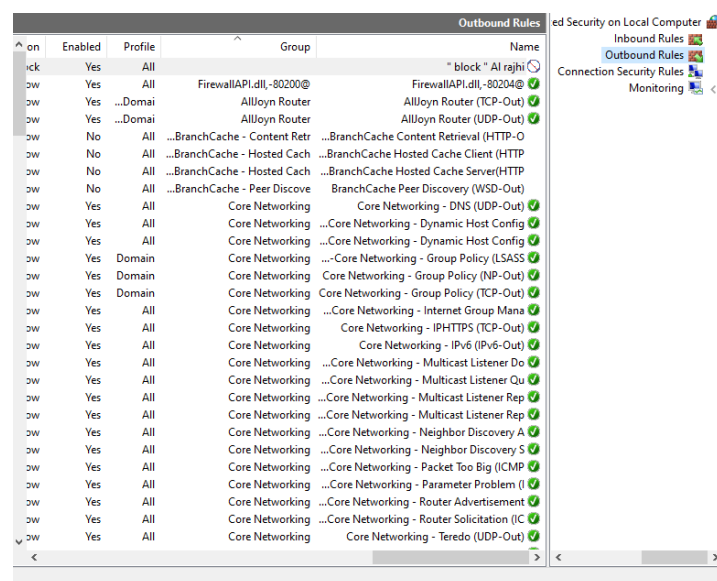 Outbound Rules
ed Security on Local Computer
Inbound Rules
Outbound Rules
Connection Security Rules
Monitoring
Name Group Profile Enabled on
" block " Al rajhi All Yes ck
FirewallAPI.dll,-80204@ FirewallAPI.dll,-80200@ All Yes ow
AllJoyn Router (TCP-Out) AllJoyn Router ...Domai Yes ow
AllJoyn Router (UDP-Out) AllJoyn Router ...Domai Yes ow
...BranchCache Content Retrieval (HTTP-O ...BranchCache - Content Retr All No ow
...BranchCache Hosted Cache Client (HTTP ...BranchCache - Hosted Cach All No ow
...BranchCache Hosted Cache Server(HTTP ...BranchCache - Hosted Cach All No ow
BranchCache Peer Discovery (WSD-Out) ...BranchCache - Peer Discove All No ow
Core Networking - DNS (UDP-Out) Core Networking All Yes ow
...Core Networking - Dynamic Host Config Core Networking All Yes ow
...Core Networking - Dynamic Host Config Core Networking All Yes ow
...-Core Networking - Group Policy (LSASS Core Networking Domain Yes ow
Core Networking - Group Policy (NP-Out) Core Networking Domain Yes ow
Core Networking - Group Policy (TCP-Out) Core Networking Domain Yes ow
...Core Networking - Internet Group Mana Core Networking All Yes ow
Core Networking - IPHTTPS (TCP-Out) Core Networking All Yes ow
Core Networking - IPv6 (IPv6-Out) Core Networking All Yes ow
...Core Networking - Multicast Listener Do Core Networking All Yes ow
...Core Networking - Multicast Listener Qu Core Networking All Yes ow
...Core Networking - Multicast Listener Rep Core Networking All Yes ow
...Core Networking - Multicast Listener Rep Core Networking All Yes ow
...Core Networking - Neighbor Discovery A Core Networking All Yes ow
...Core Networking - Neighbor Discovery S Core Networking All Yes ow
...Core Networking - Packet Too Big (ICMP Core Networking All Yes ow
...Core Networking - Parameter Problem (I Core Networking All Yes ow
...Core Networking - Router Advertisement Core Networking All Yes ow
...Core Networking - Router Solicitation (IC Core Networking All Yes ow
Core Networking - Teredo (UDP-Out) Core Networking All Yes ow